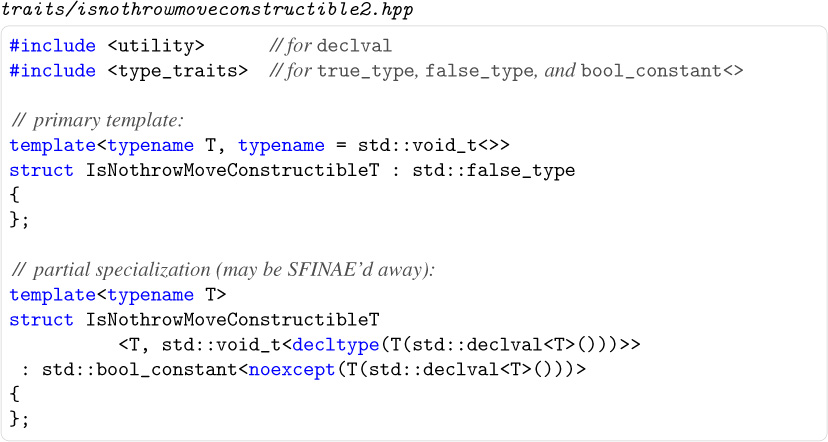 traits/isnothrowmoveconstructible2.hpp
#include <utility> // for declval
#include <type_traits> // for true_type, false_type, and bool_constant<>
// primary template:
template<typename T, typename = std::void_t<>>
struct IsNothrowMoveConstructibleT : std::false_type
{
};
// partial specialization (may be SFINAE’d away):
template<typename T>
struct IsNothrowMoveConstructibleT
<T, std::void_t<decltype(T(std::declval<T>()))>>
: std::bool_constant<noexcept(T(std::declval<T>()))>
{
};